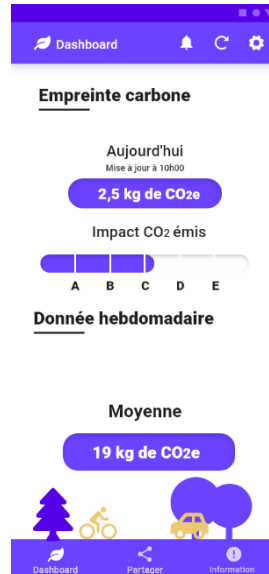 Dashboard
Empreinte carbone
Aujourd'hui
Mise à jour à 10h00
2,5 kg de CO2e
Impact CO2 émis
A B C D E
Donnée hebdomadaire
Moyenne
19 kg de CO2e
Dashboard Partager Information